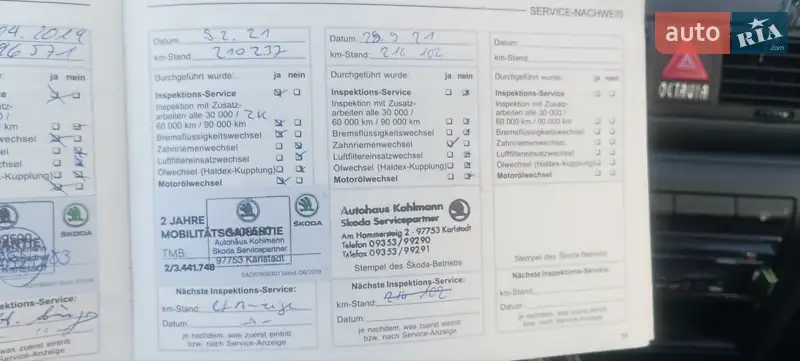 SERVICE-NACHWEIS
auto
RIA
.com
OCTAVIA
04.2019
96571
ja nein
Datum 5 2. 21
km-Stand: 210237
Durchgeführt wurde: ja nein
Inspektions-Service
Inspektion mit Zusatz-
arbeiten alle 30 000 / 2K
60 000 km / 90 000 km
Bremsflüssigkeitswechsel
Zahnriemenwechsel
Luftfiltereinsatzwechsel
Ölwechsel (Haldex-Kupplung)
Motorölwechsel
2 JAHRE
MOBILITÄTSGARANTIE
Autohaus Kohlmann
Skoda Servicepartner
97753 Karlstadt
TMB:
2/3.441.748
ŠKODA
Nächste Inspektions-Service:
km-Stand:
Datum
je nachdem, was zuerst eintritt
bzw. nach Service-Anzeige
Datum: 29. 9 21
km-Stand: 216 102
Durchgeführt wurde: ja nein
Inspektions-Service
Inspektion mit Zusatz-
arbeiten alle 30 000 /
60 000 km / 90 000 km
Bremsflüssigkeitswechsel
Zahnriemenwechsel
Luftfiltereinsatzwechsel
Ölwechsel (Haldex-Kupplung)
Motorölwechsel
Autohaus Kohlmann
Skoda Servicepartner
Am Hammersteig 2 - 97753 Karlstadt
Telefon 09353/99290
Telefax 09353/99291
Stempel des Škoda-Betriebs
Nächste Inspektions-Service:
km-Stand: 216 102
Datum
je nachdem, was zuerst eintritt
bzw. nach Service-Anzeige
Datum:
km-Stand:
Durchgeführt wurde: ja nein
Inspektions-Service
Inspektion mit Zusatz-
arbeiten alle 30 000 /
60 000 km / 90 000 km
Bremsflüssigkeitswechsel
Zahnriemenwechsel
Luftfiltereinsatzwechsel
Ölwechsel (Haldex-Kupplung)
Motorölwechsel
Stempel des Škoda-Betriebs
Nächste Inspektions-Service:
km-Stand:
Datum
je nachdem, was zuerst eintritt
bzw. nach Service-Anzeige